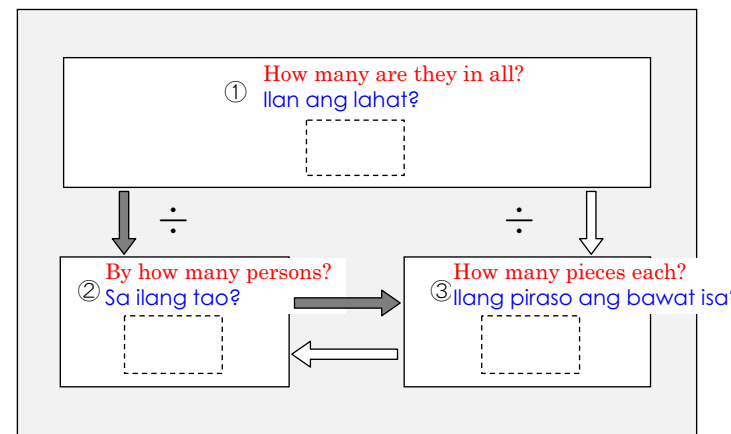 How many are they in all?
① Ilan ang lahat?
÷ ÷
By how many persons?
② Sa ilang tao?
How many pieces each?
③ Ilang piraso ang bawat isa?